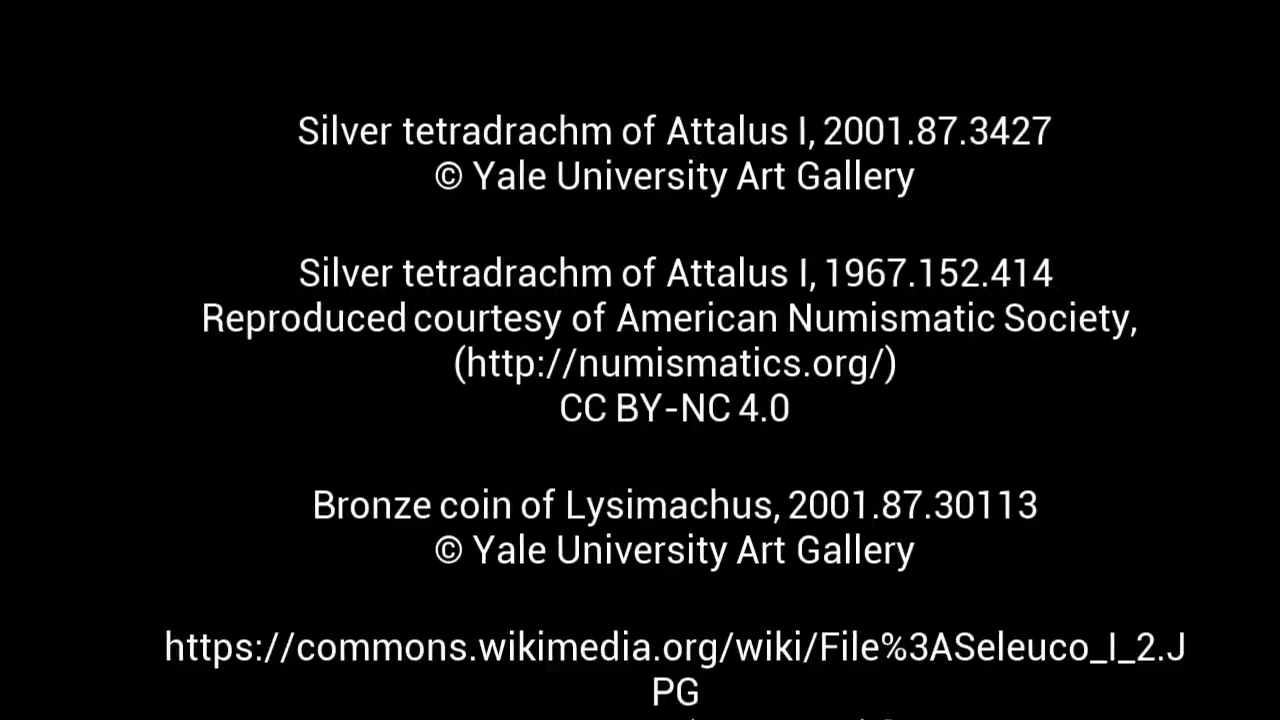 Silver tetradrachm of Attalus I, 2001.87.3427
© Yale University Art Gallery
Silver tetradrachm of Attalus I, 1967.152.414
Reproduced courtesy of American Numismatic Society,
(http://numismatics.org/)
CC BY-NC 4.0
Bronze coin of Lysimachus, 2001.87.30113
© Yale University Art Gallery
https://commons.wikimedia.org/wiki/File%3ASeleuco_I_2.J
PG